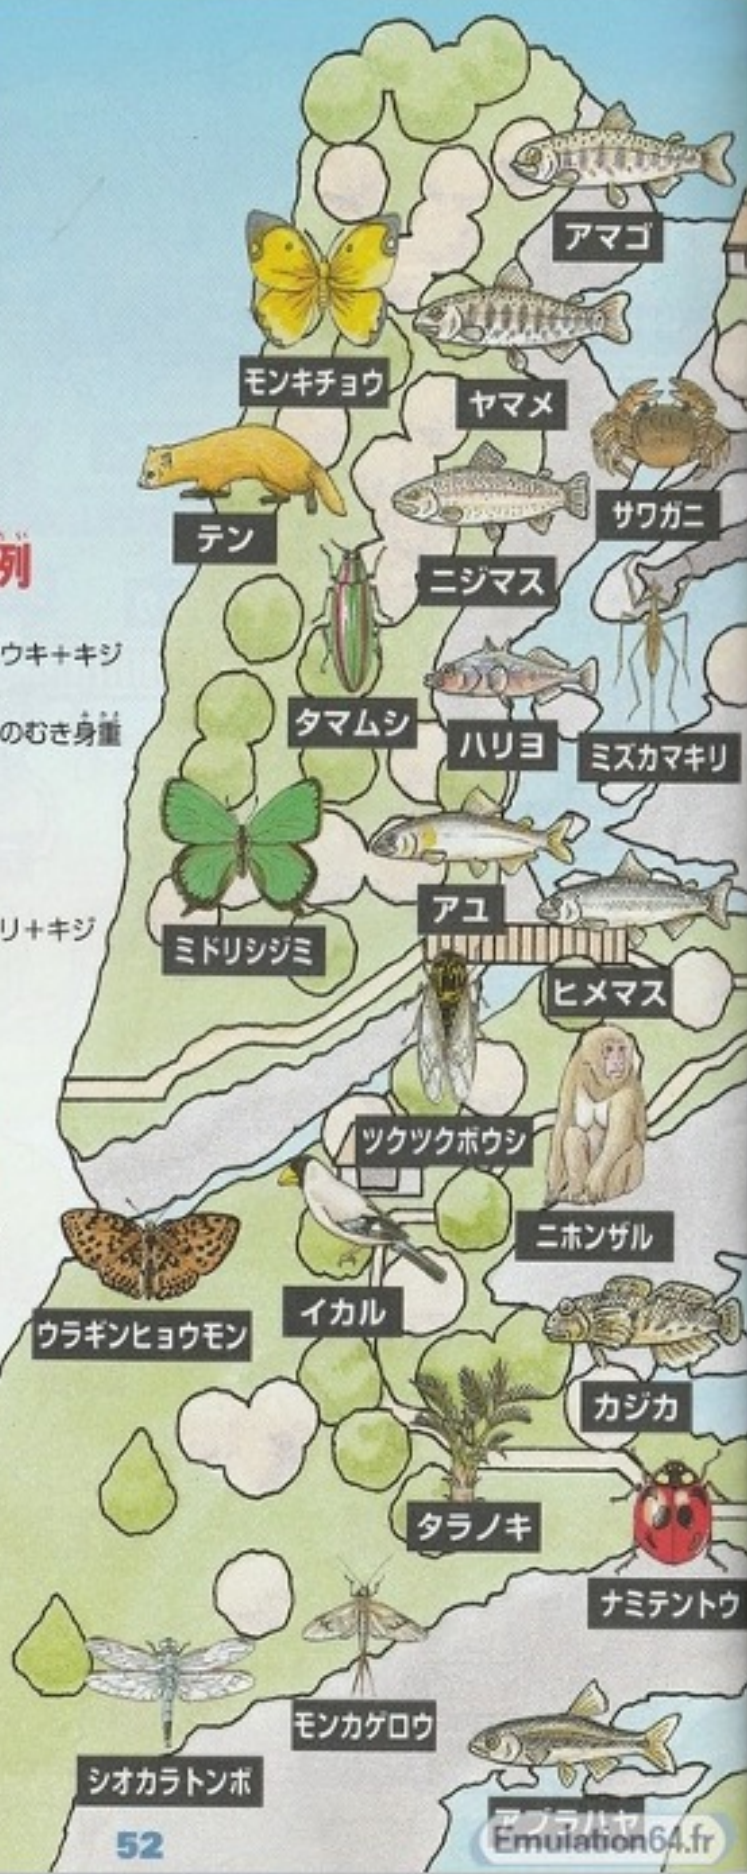 アマゴ
モンキチョウ
ヤマメ
サワガニ
テン
ニジマス
列
ウキ+キジ
タマムシ
ハリヨ
ミズカマキリ
のむき身重
アユ
リ+キジ
ミドリシジミ
ヒメマス
ツクツクボウシ
ニホンザル
イカル
ウラギンヒョウモン
カジカ
タラノキ
ナミテントウ
モンカゲロウ
シオカラトンボ
アブラハヤ
52
Emulation64.fr